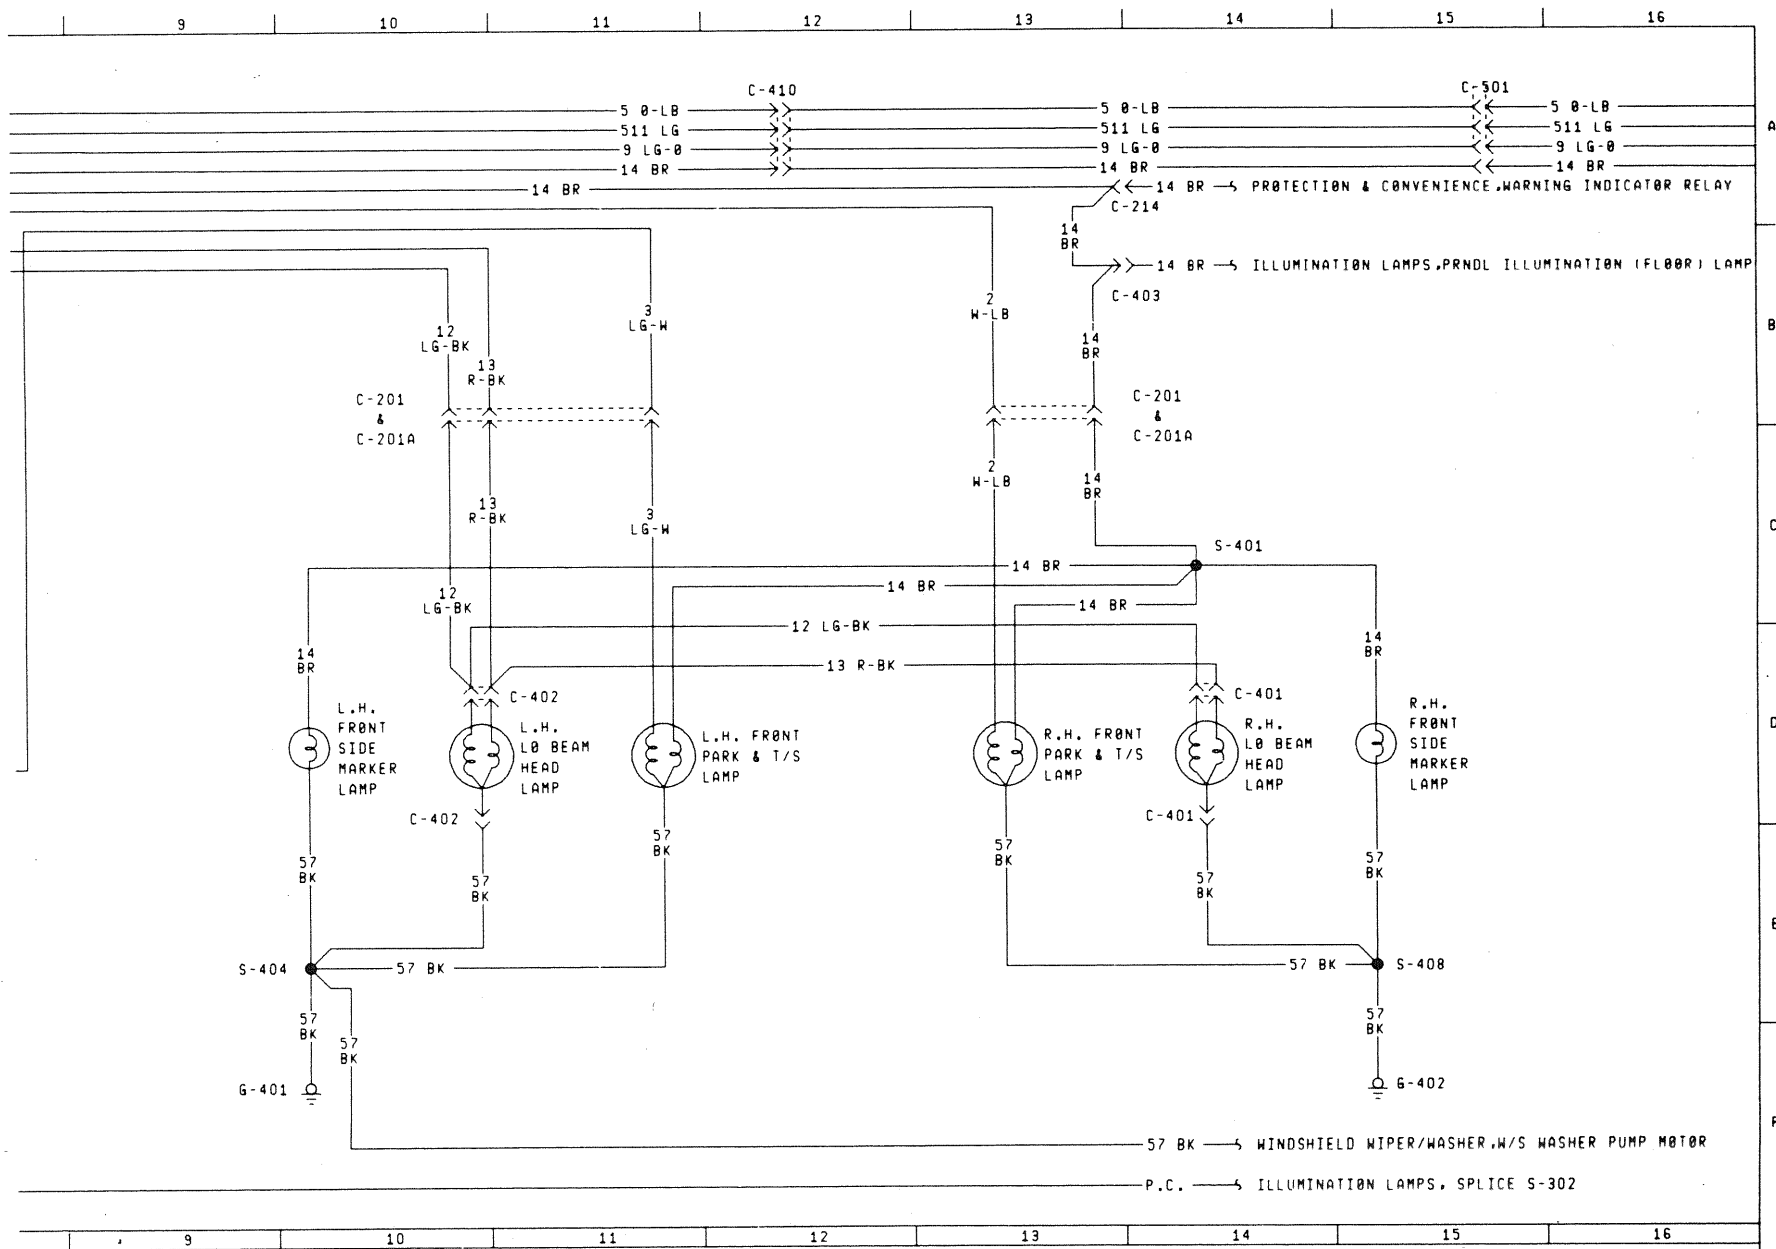 9 10 11 12 13 14 15 16
C-410
C-501
5 0-LB 5 0-LB 5 0-LB
511 LG 511 LG 511 LG
9 LG-0 9 LG-0 9 LG-0
14 BR 14 BR 14 BR
A
14 BR
14 BR PROTECTION & CONVENIENCE,WARNING INDICATOR RELAY
C-214
14
BR
14 BR ILLUMINATION LAMPS,PRNDL ILLUMINATION (FLOOR) LAMP
C-403
12
LG-BK
13
R-BK
3
LG-W
2
W-LB
14
BR
B
C-201
&
C-201A
C-201
&
C-201A
13
R-BK
3
LG-W
2
W-LB
14
BR
C
S-401
14 BR
14 BR
14 BR
12
LG-BK
12 LG-BK
13 R-BK
14
BR
14
BR
C-402
C-401
L.H.
FRONT
SIDE
MARKER
LAMP
L.H.
LO BEAM
HEAD
LAMP
L.H. FRONT
PARK & T/S
LAMP
R.H. FRONT
PARK & T/S
LAMP
R.H.
LO BEAM
HEAD
LAMP
R.H.
FRONT
SIDE
MARKER
LAMP
D
C-402
C-401
57
BK
57
BK
57
BK
57
BK
57
BK
57
BK
E
S-404
57 BK
57 BK
S-408
57
BK
57
BK
57
BK
G-401
G-402
F
57 BK WINDSHIELD WIPER/WASHER,W/S WASHER PUMP MOTOR
P.C. ILLUMINATION LAMPS, SPLICE S-302
9 10 11 12 13 14 15 16